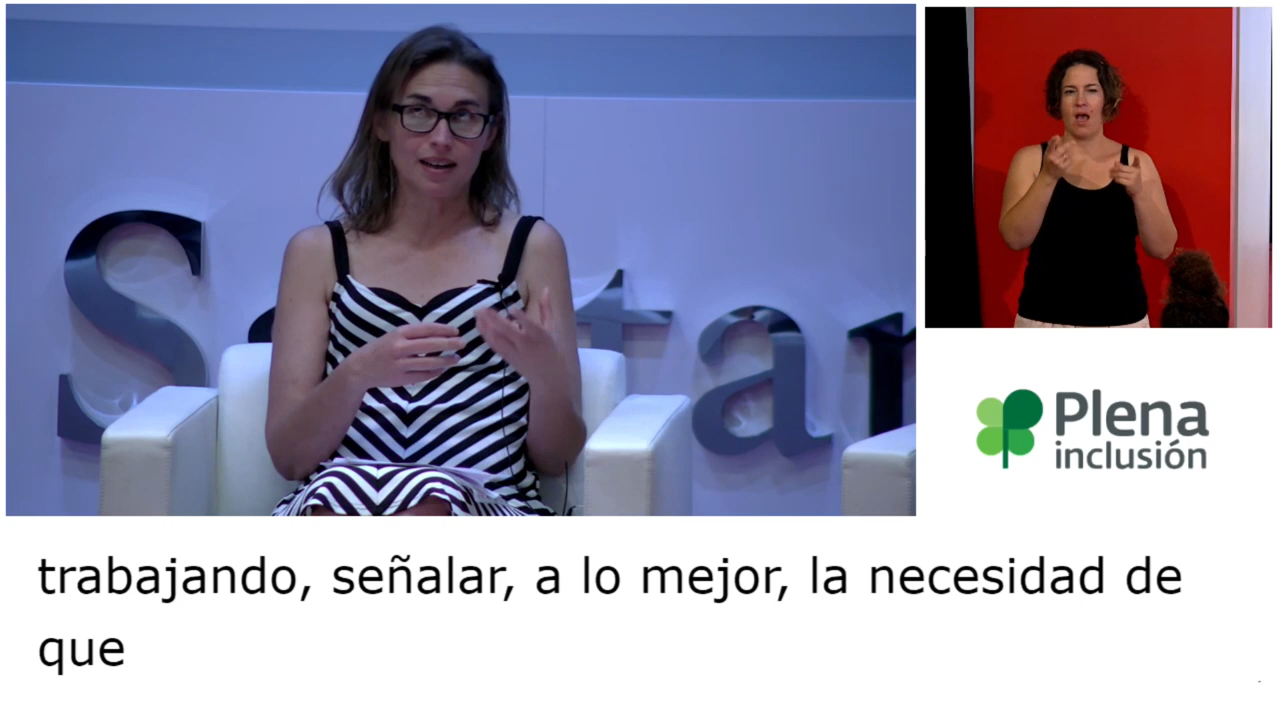 Plena
inclusión
trabajando, señalar, a lo mejor, la necesidad de
que